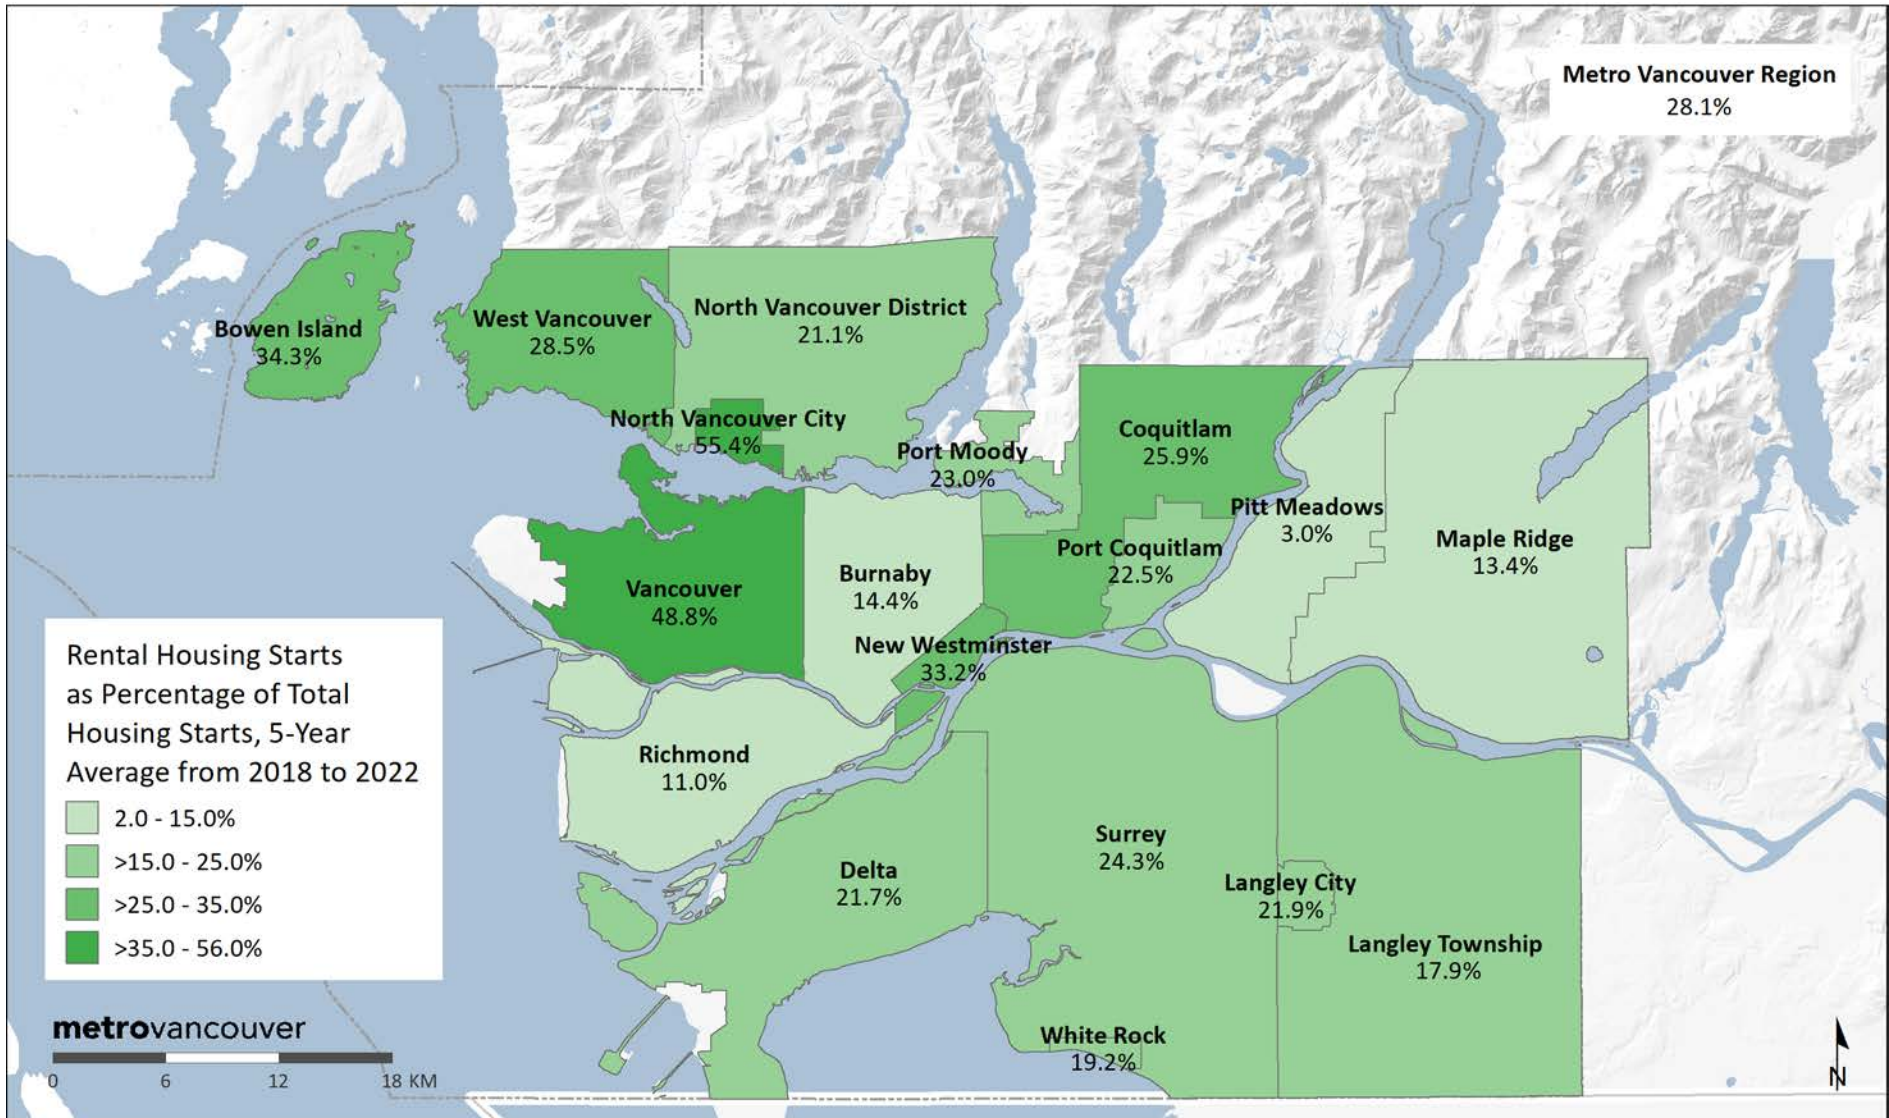 Metro Vancouver Region
28.1%
Bowen Island
34.3%
West Vancouver
28.5%
North Vancouver District
21.1%
North Vancouver City
55.4%
Port Moody
23.0%
Coquitlam
25.9%
Pitt Meadows
3.0%
Maple Ridge
13.4%
Port Coquitlam
22.5%
Burnaby
14.4%
Vancouver
48.8%
New Westminster
33.2%
Richmond
11.0%
Delta
21.7%
Surrey
24.3%
Langley City
21.9%
Langley Township
17.9%
White Rock
19.2%
Rental Housing Starts
as Percentage of Total
Housing Starts, 5-Year
Average from 2018 to 2022
2.0 - 15.0%
>15.0 - 25.0%
>25.0 - 35.0%
>35.0 - 56.0%
metrovancouver
0 6 12 18 KM
N